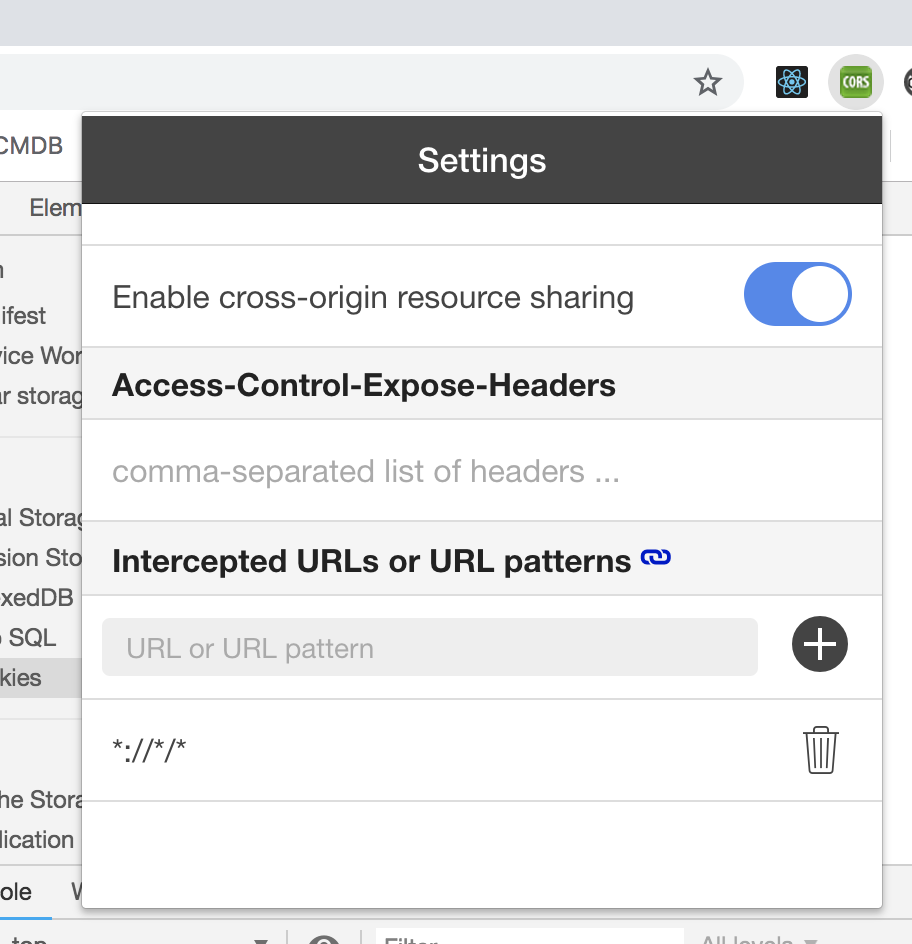 CORS
CMDB
Settings
Elem
Enable cross-origin resource sharing
ifest
vice Wor
ar storag
Access-Control-Expose-Headers
comma-separated list of headers ...
al Storag
sion Sto
Intercepted URLs or URL patterns
exedDB
SQL
URL or URL pattern
kies
*://*/*
he Stora
lication
ole
top
Filter
All levels